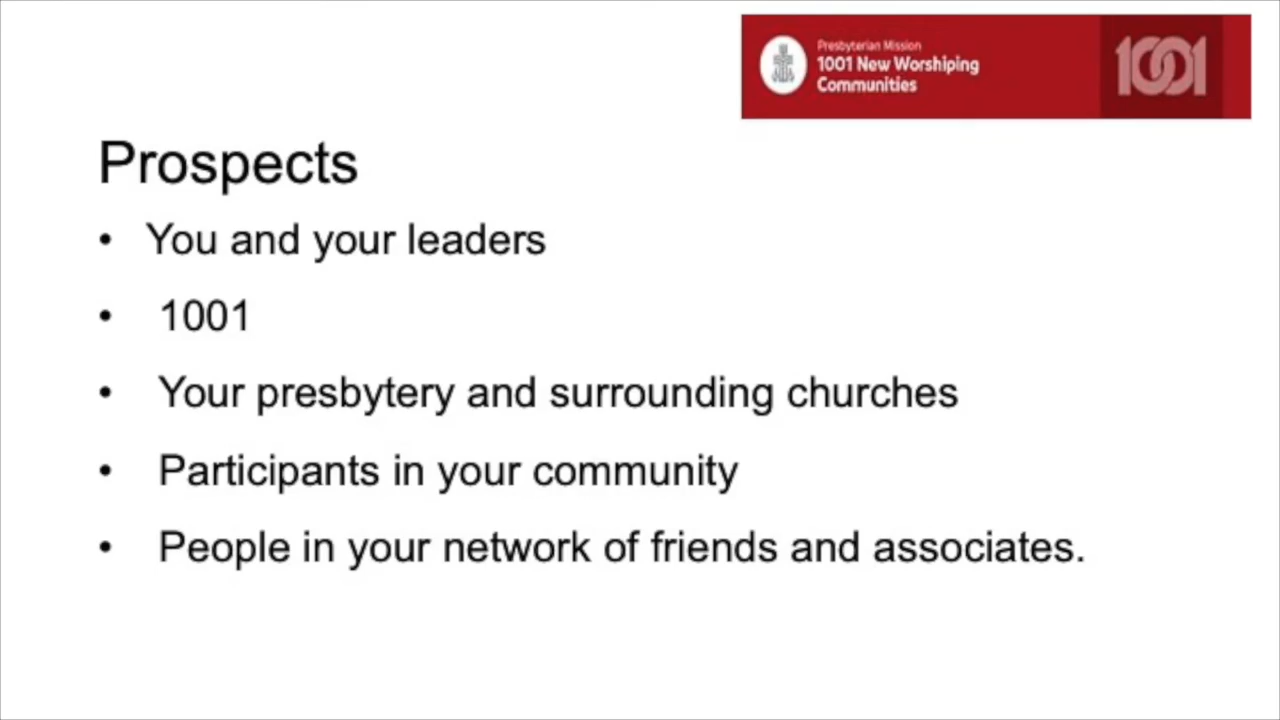 Presbyterian Mission
1001 New Worshiping
Communities
1001
Prospects
• You and your leaders
• 1001
• Your presbytery and surrounding churches
• Participants in your community
• People in your network of friends and associates.